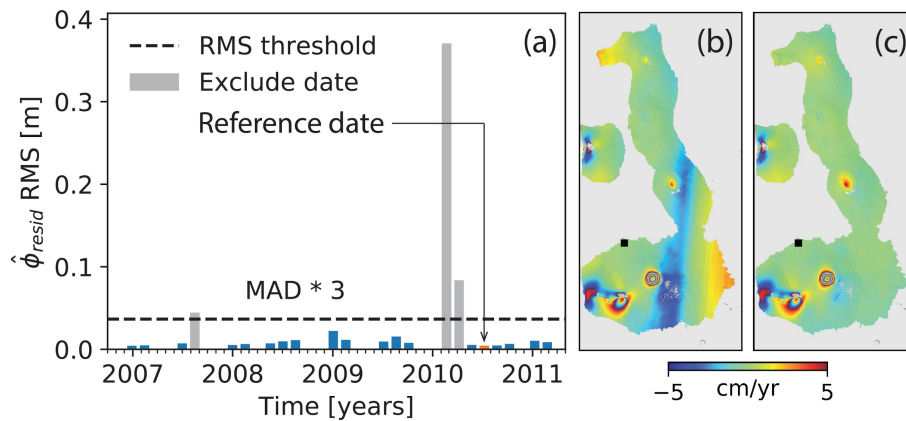 (a)
RMS threshold
Exclude date
Reference date
MAD * 3
0.4
0.3
0.2
0.1
0.0
ϕ̂resid RMS [m]
2007 2008 2009 2010 2011
Time [years]
(b)
(c)
−5 cm/yr 5